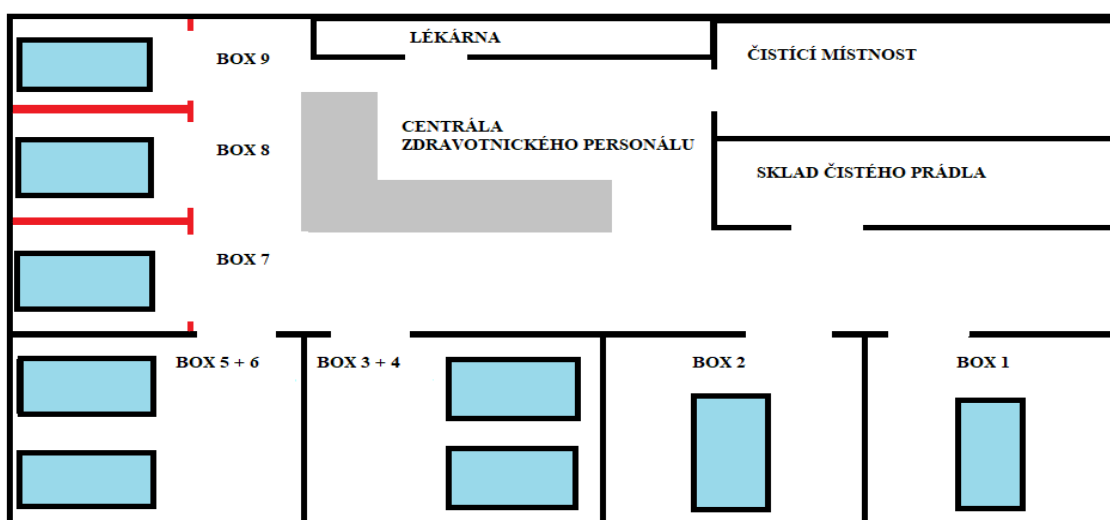 LÉKÁRNA
BOX 9
ČISTÍCÍ MÍSTNOST
CENTRÁLA
ZDRAVOTNICKÉHO PERSONÁLU
BOX 8
SKLAD ČISTÉHO PRÁDLA
BOX 7
BOX 5 + 6
BOX 3 + 4
BOX 2
BOX 1